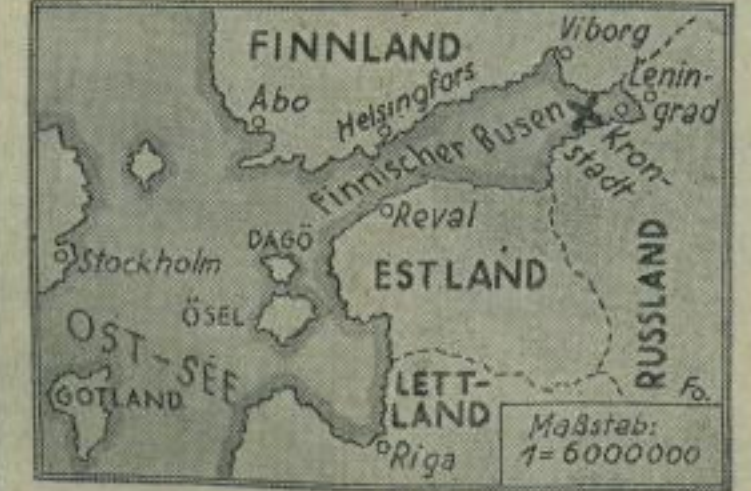 FINNLAND
Viborg
Lenin-
grad
Abo
Helsingfors
Finnischer Busen
Kron-
stadt
Reval
DAGÖ
Stockholm
ESTLAND
RUSSLAND
ÖSEL
OST-SEE
GOTLAND
LETT-
LAND
Fo.
Riga
Maßstab:
1=6000000